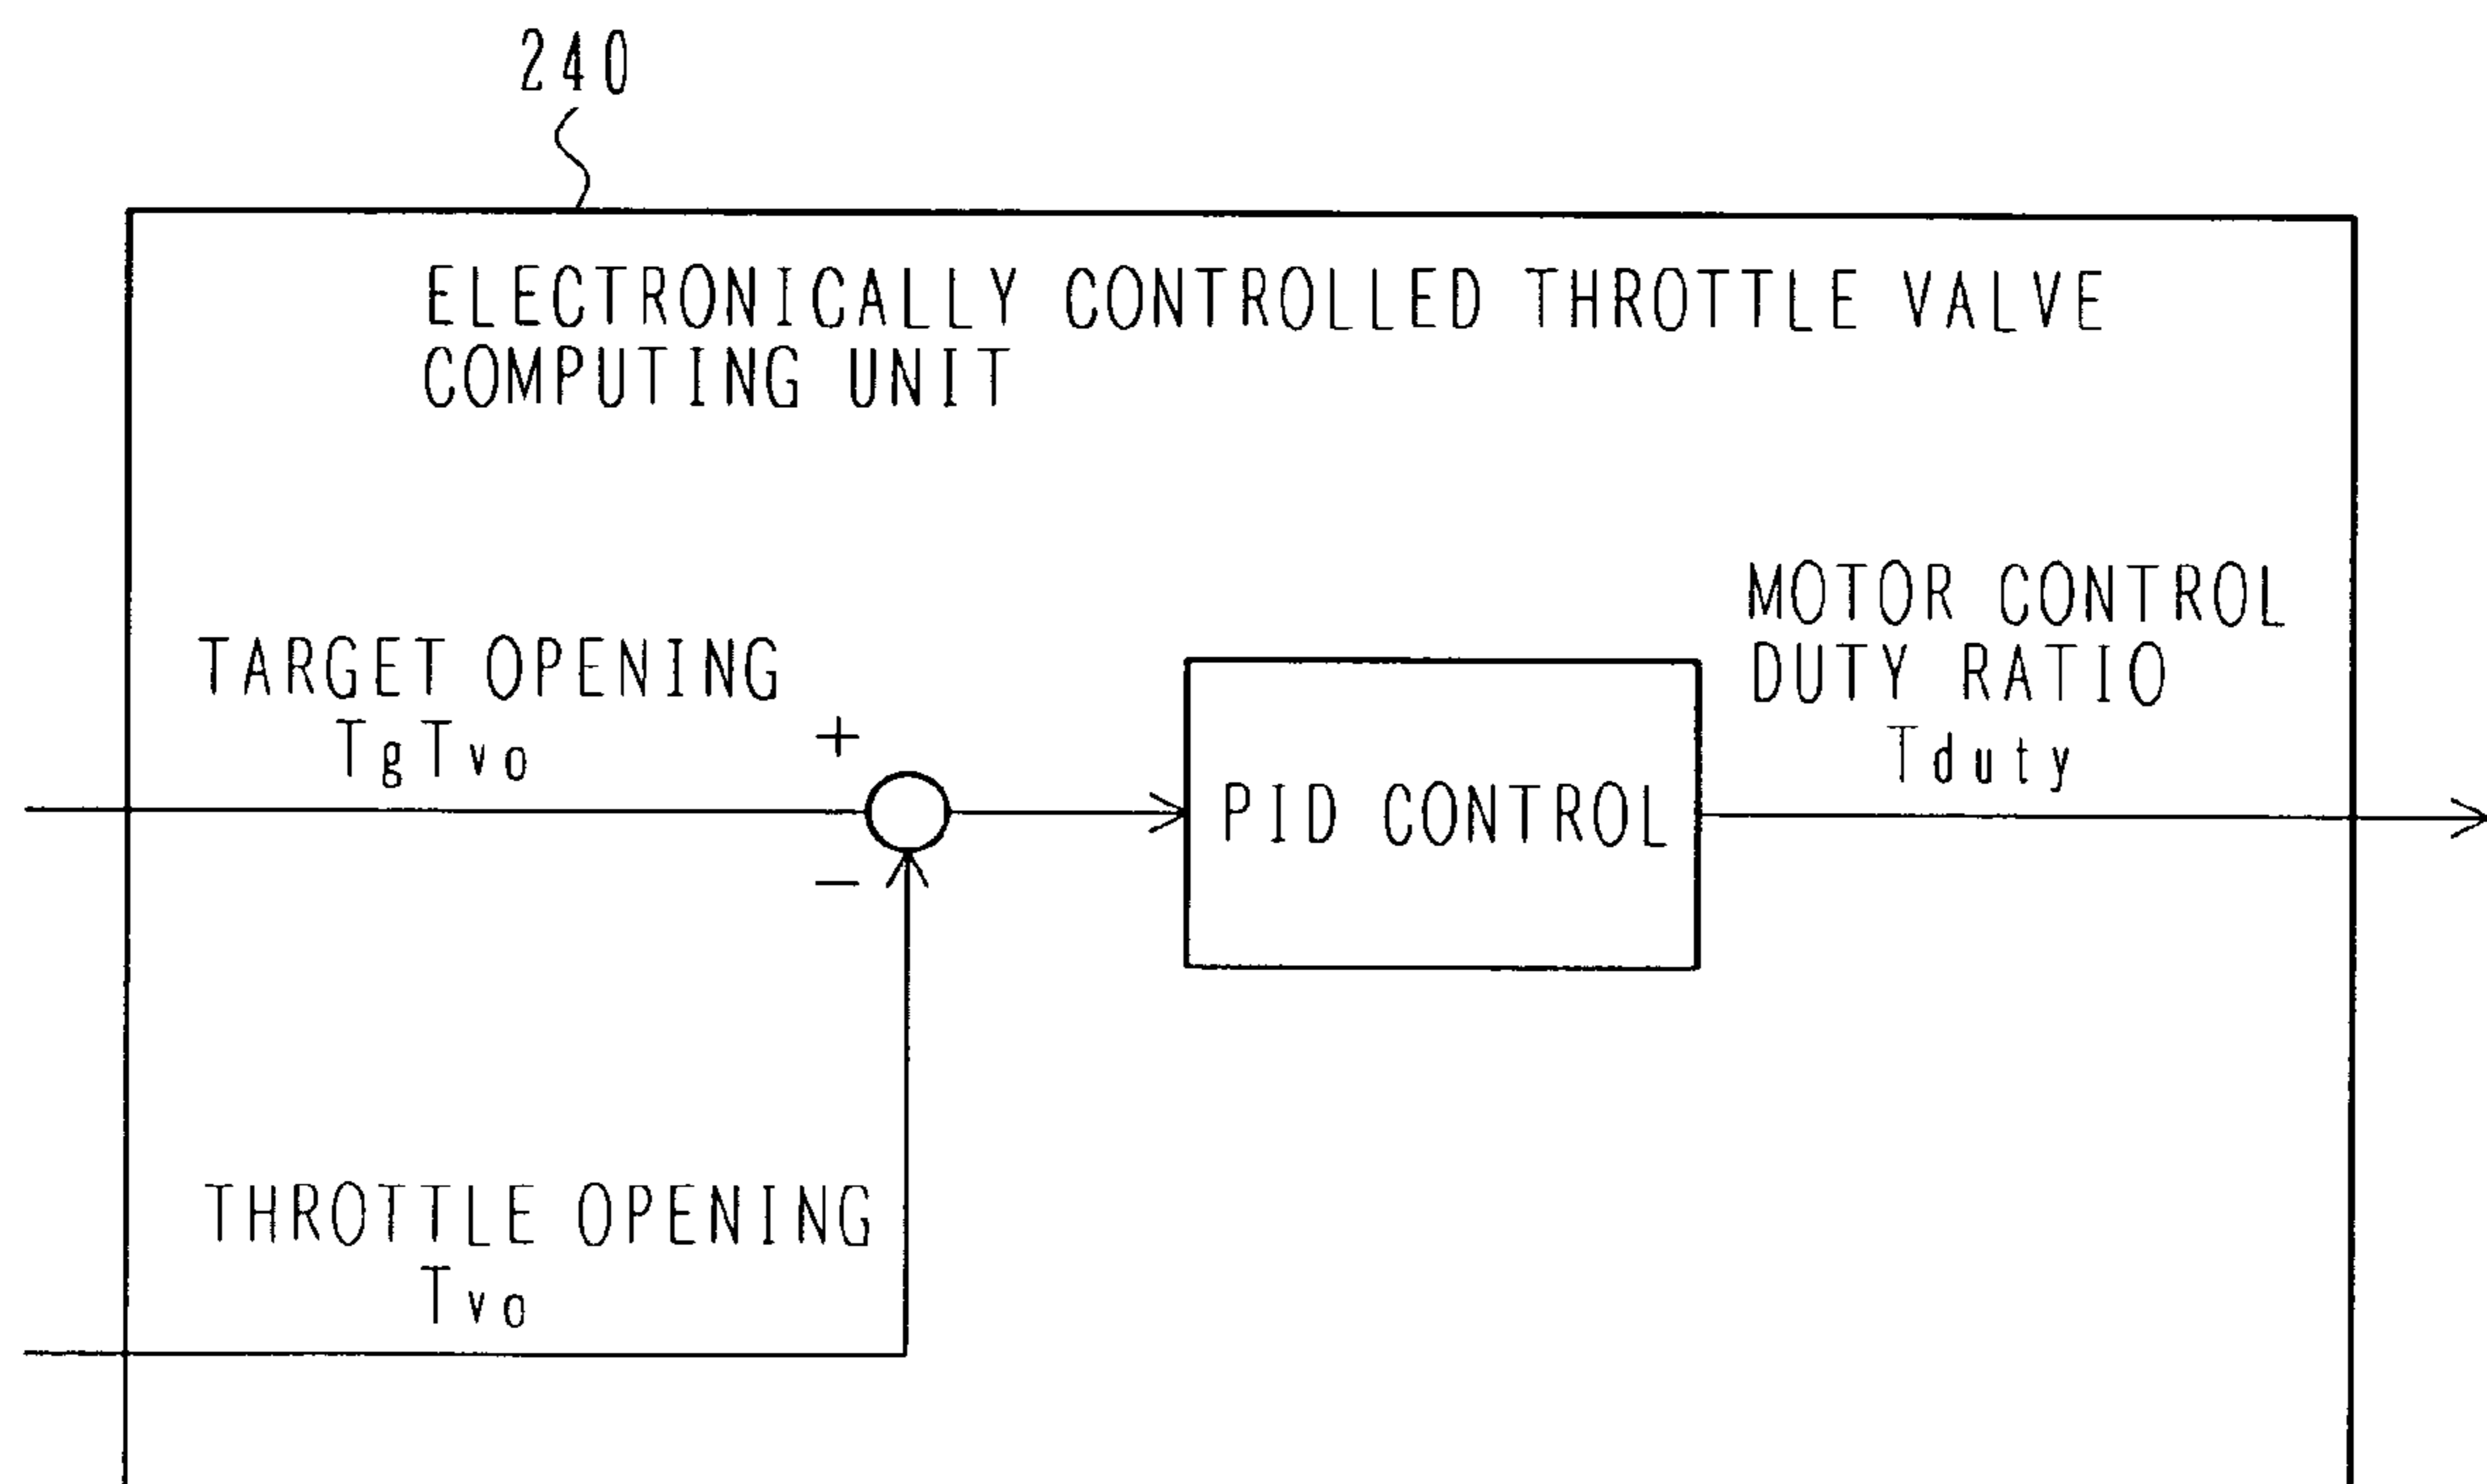 240
ELECTRONICALLY CONTROLLED THROTTLE VALVE
COMPUTING UNIT
MOTOR CONTROL
DUTY RATIO
Tduty
TARGET OPENING
TgTvo
+
PID CONTROL
−
THROTTLE OPENING
Tvo